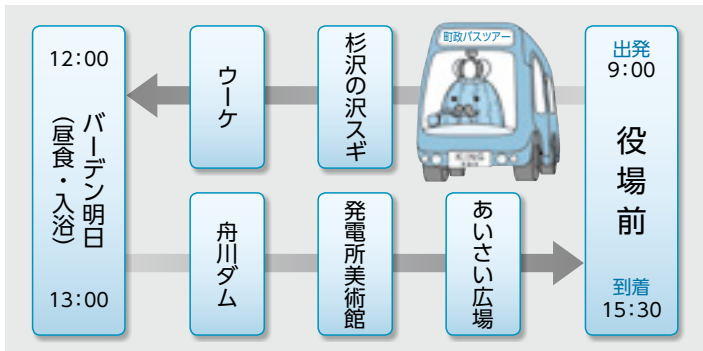 町政バスツアー
出発
9:00
役場前
到着
15:30
杉沢の沢スギ
ウーケ
12:00
バーデン明日
(昼食・入浴)
13:00
舟川ダム
発電所美術館
あいさい広場